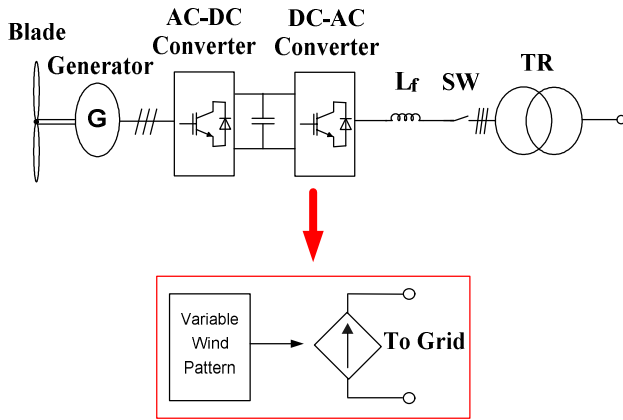 Blade
Generator
G
AC-DC
Converter
DC-AC
Converter
Lf
SW
TR
Variable
Wind
Pattern
To Grid